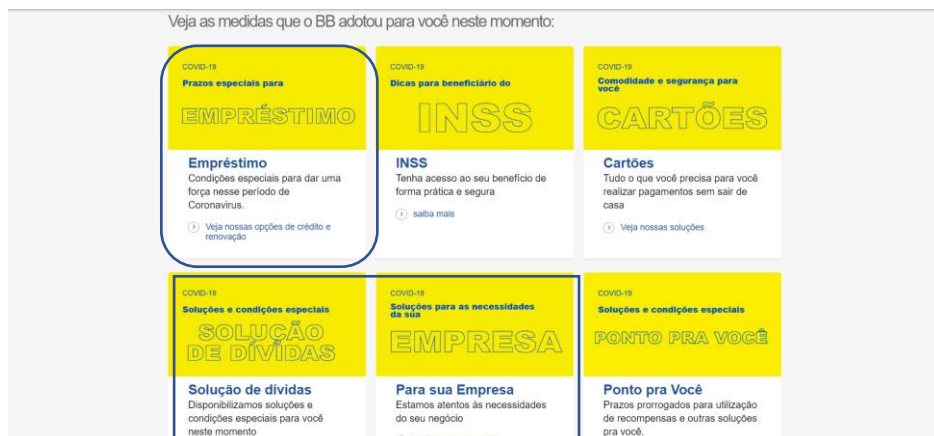 Veja as medidas que o BB adotou para você neste momento:
COVID-19
Prazos especiais para
EMPRÉSTIMO
Empréstimo
Condições especiais para dar uma
força nesse período de
Coronavirus.
Veja nossas opções de crédito e
renovação
COVID-19
Dicas para beneficiário do
INSS
INSS
Tenha acesso ao seu benefício de
forma prática e segura
saiba mais
COVID-19
Comodidade e segurança para
você
CARTÕES
Cartões
Tudo o que você precisa para você
realizar pagamentos sem sair de
casa
Veja nossas soluções
COVID-19
Soluções e condições especiais
SOLUÇÃO
DE DÍVIDAS
Solução de dívidas
Disponibilizamos soluções e
condições especiais para você
neste momento
COVID-19
Soluções para as necessidades
da sua
EMPRESA
Para sua Empresa
Estamos atentos ás necessidades
do seu negócio
COVID-19
Soluções e condições especiais
PONTO PRA VOCÊ
Ponto pra Você
Prazos prorrogados para utilização
de recompensas e outras soluções
pra você.